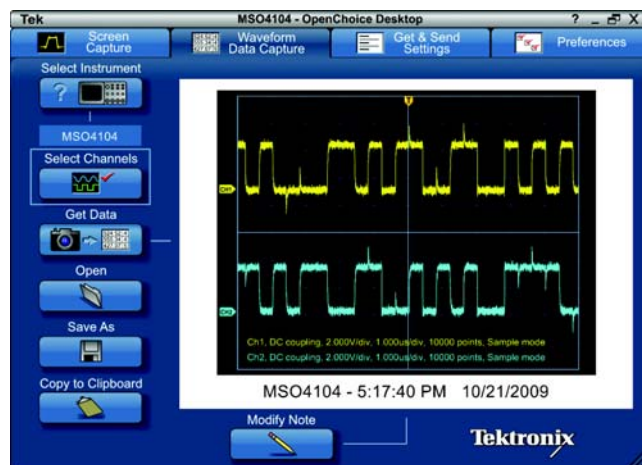 Tek MSO4104 - OpenChoice Desktop ? _ X
Screen Capture
Waveform Data Capture
Get & Send Settings
Preferences
Select Instrument
?
MSO4104
Select Channels
Get Data
Open
Save As
Copy to Clipboard
T
CH1
CH2
Ch1, DC coupling, 2.000V/div, 1.000us/div, 10000 points, Sample mode
Ch2, DC coupling, 2.000V/div, 1.000us/div, 10000 points, Sample mode
MSO4104 - 5:17:40 PM 10/21/2009
Modify Note
Tektronix